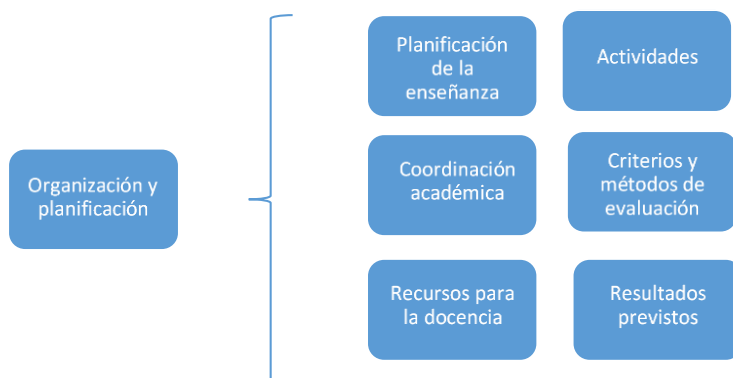 Organización y
planificación
Planificación
de la
enseñanza
Actividades
Coordinación
académica
Criterios y
métodos de
evaluación
Recursos para
la docencia
Resultados
previstos